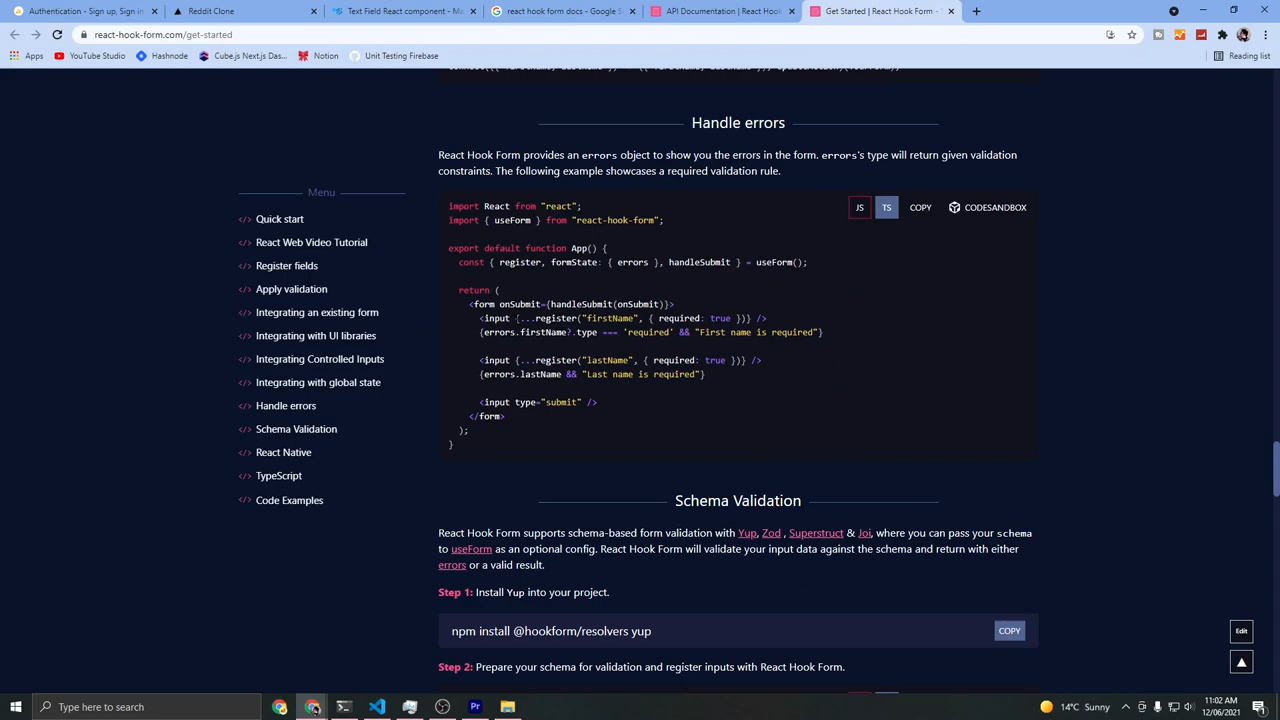 Authentication - Sign up, Sign in
Reddit Clone
Text Field React component - M
react hook form docs - Google S
API Documentation | React Hook
Get Started | React Hook Form -
react-hook-form.com/get-started
Apps
YouTube Studio
Hashnode
Cube.js Next.js Das...
Notion
Unit Testing Firebase
Reading list
Handle errors
React Hook Form provides an errors object to show you the errors in the form. errors's type will return given validation
constraints. The following example showcases a required validation rule.
Menu
Quick start
React Web Video Tutorial
Register fields
Apply validation
Integrating an existing form
Integrating with UI libraries
Integrating Controlled Inputs
Integrating with global state
Handle errors
Schema Validation
React Native
TypeScript
Code Examples
JS
TS
COPY
CODESANDBOX
import React from "react";
import { useForm } from "react-hook-form";
export default function App() {
const { register, formState: { errors }, handleSubmit } = useForm();
return (
<form onSubmit={handleSubmit(onSubmit)}>
<input {...register("firstName", { required: true })} />
{errors.firstName?.type === 'required' && "First name is required"}
<input {...register("lastName", { required: true })} />
{errors.lastName && "Last name is required"}
<input type="submit" />
</form>
);
}
Schema Validation
React Hook Form supports schema-based form validation with Yup, Zod , Superstruct & Joi, where you can pass your schema
to useForm as an optional config. React Hook Form will validate your input data against the schema and return with either
errors or a valid result.
Step 1: Install Yup into your project.
npm install @hookform/resolvers yup
COPY
Step 2: Prepare your schema for validation and register inputs with React Hook Form.
Edit
Type here to search
14°C Sunny
11:02 AM
12/06/2021